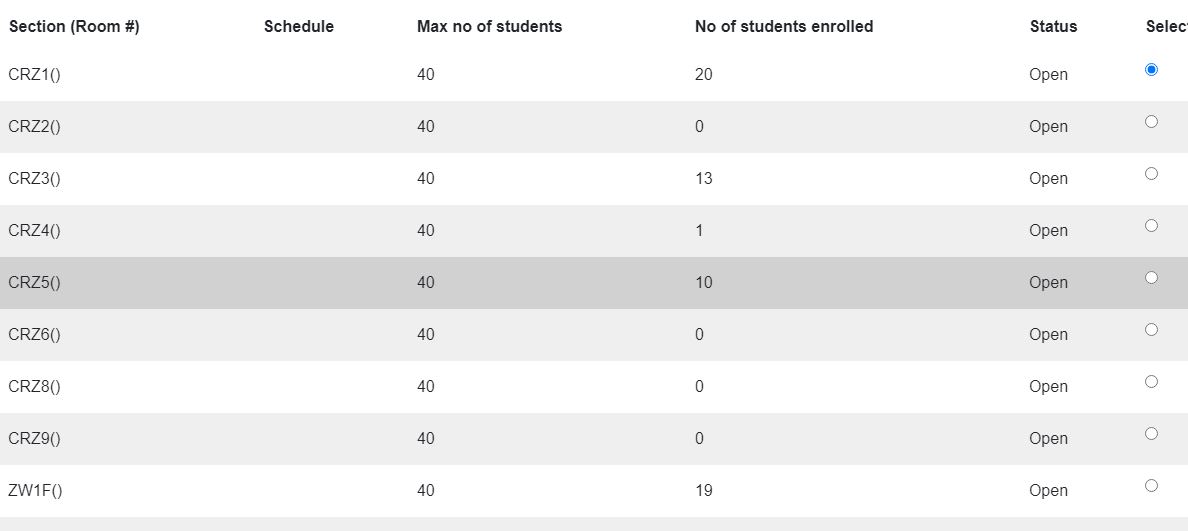 Section (Room #) Schedule Max no of students No of students enrolled Status Selec
CRZ1() 40 20 Open
CRZ2() 40 0 Open
CRZ3() 40 13 Open
CRZ4() 40 1 Open
CRZ5() 40 10 Open
CRZ6() 40 0 Open
CRZ8() 40 0 Open
CRZ9() 40 0 Open
ZW1F() 40 19 Open